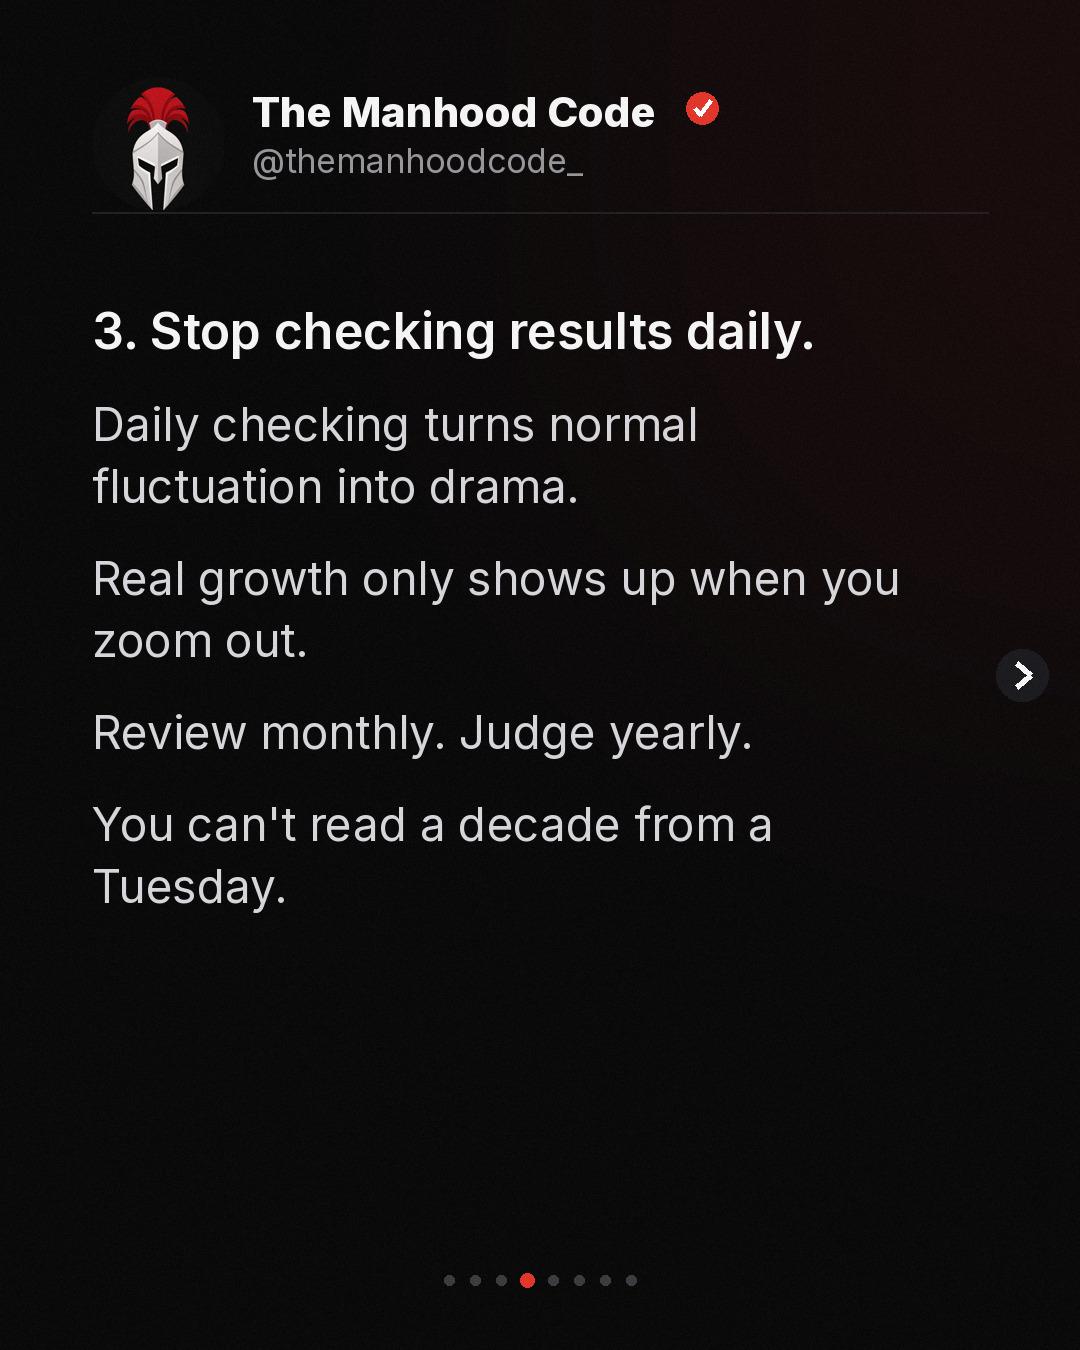 The Manhood Code
@themanhoodcode_
3. Stop checking results daily.
Daily checking turns normal
fluctuation into drama.
Real growth only shows up when you
zoom out.
Review monthly. Judge yearly.
You can't read a decade from a
Tuesday.